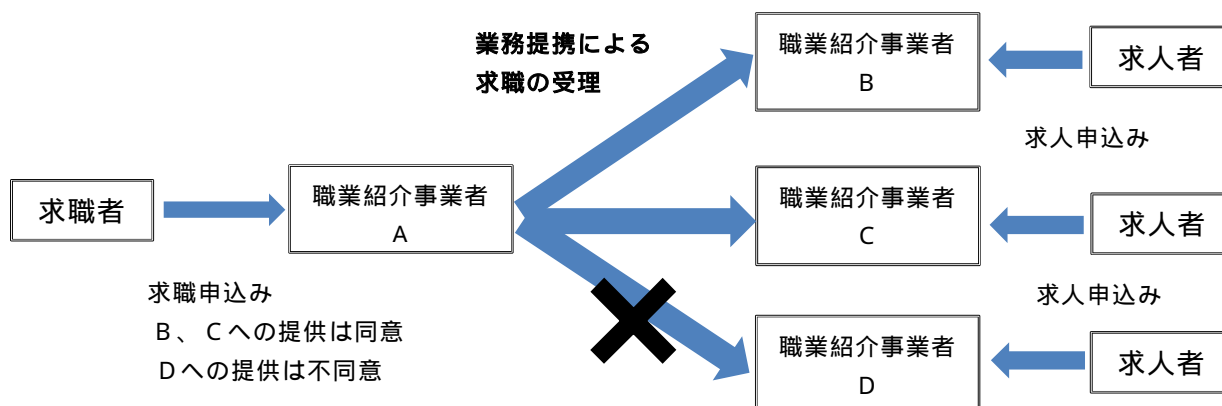 業務提携による
求職の受理
職業紹介事業者
B
求人者
求人申込み
求職者
職業紹介事業者
A
職業紹介事業者
C
求人者
求職申込み
B、Cへの提供は同意
Dへの提供は不同意
求人申込み
職業紹介事業者
D
求人者